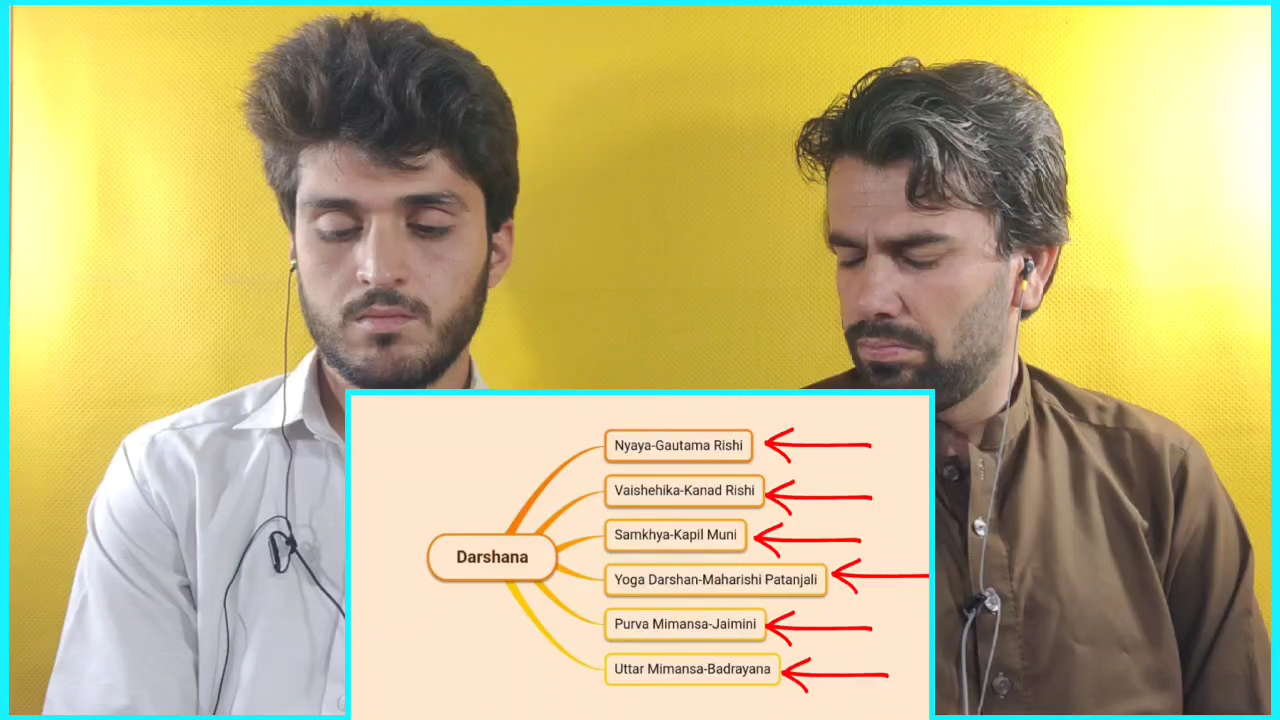 Darshana
Nyaya-Gautama Rishi
Vaishehika-Kanad Rishi
Samkhya-Kapil Muni
Yoga Darshan-Maharishi Patanjali
Purva Mimansa-Jaimini
Uttar Mimansa-Badrayana